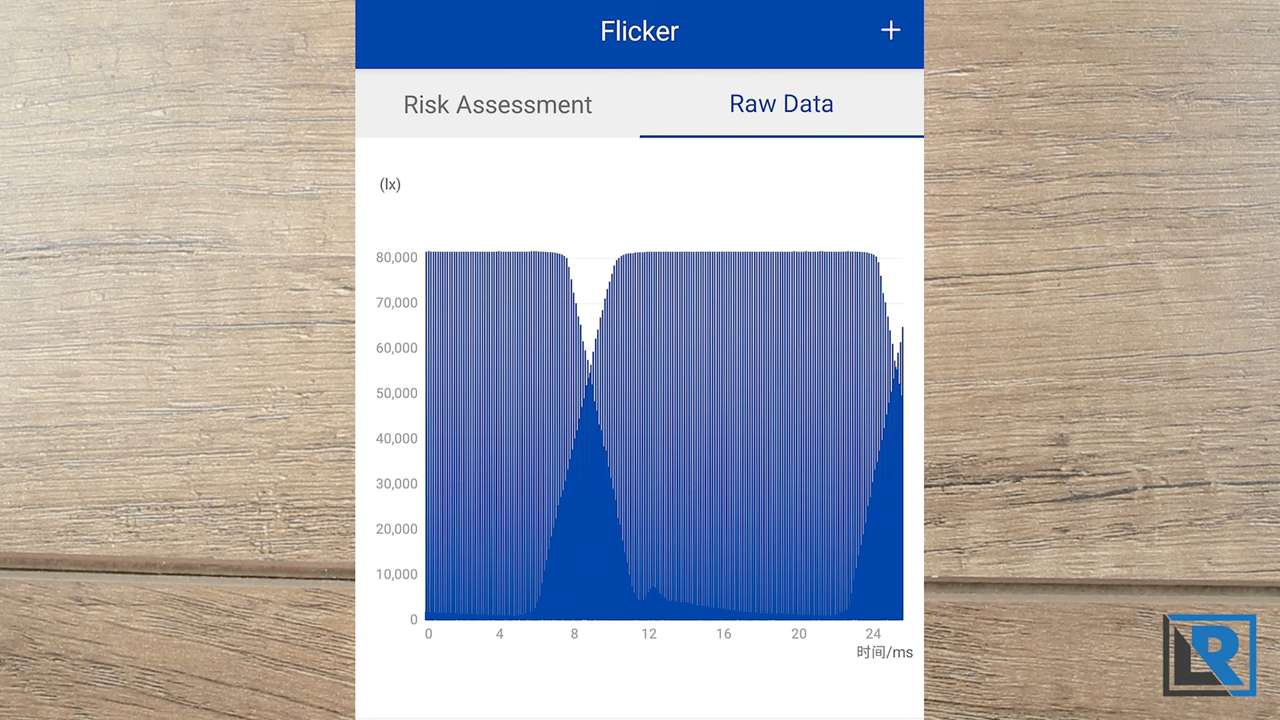 Flicker +
Risk Assessment Raw Data
(lx)
80,000
70,000
60,000
50,000
40,000
30,000
20,000
10,000
0
0 4 8 12 16 20 24
时间/ms
LR